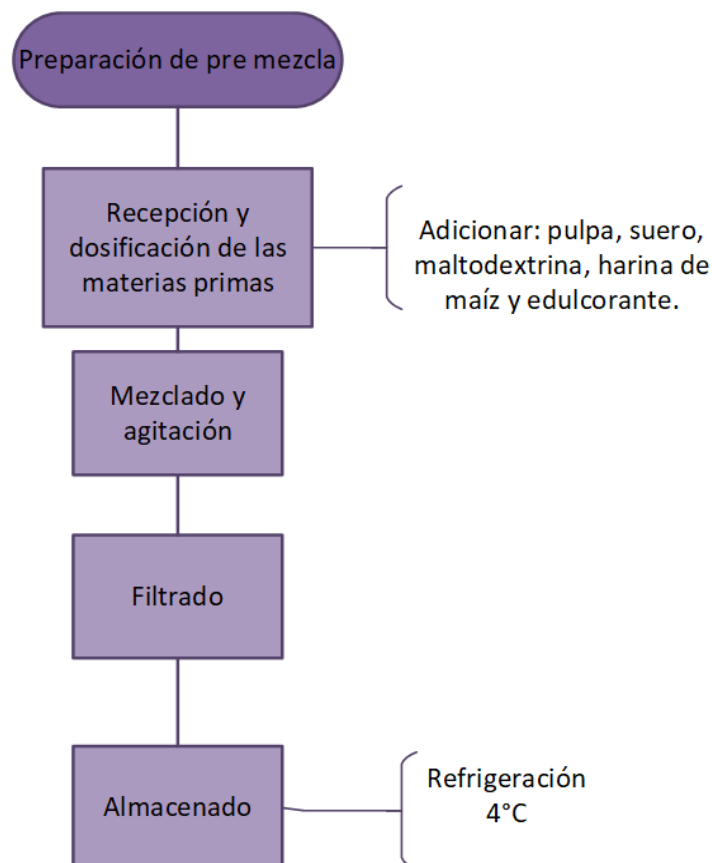 Preparación de pre mezcla
Recepción y
dosificación de las
materias primas
Adicionar: pulpa, suero,
maltodextrina, harina de
maíz y edulcorante.
Mezclado y
agitación
Filtrado
Almacenado
Refrigeración
4°C